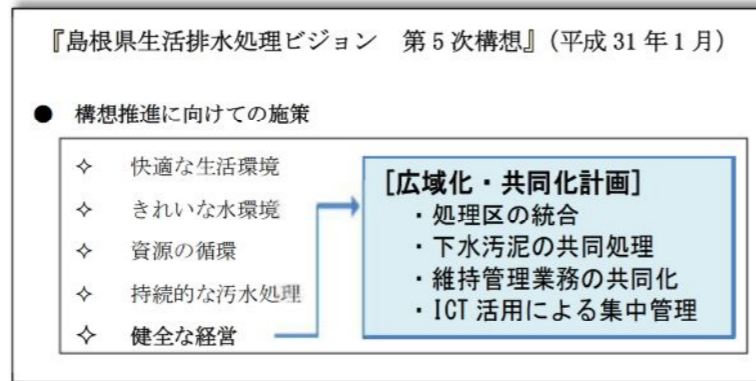 『島根県生活排水処理ビジョン　第5次構想』（平成31年1月）
● 構想推進に向けての施策
✧ 快適な生活環境
✧ きれいな水環境
✧ 資源の循環
✧ 持続的な汚水処理
✧ 健全な経営
[広域化・共同化計画]
・処理区の統合
・下水汚泥の共同処理
・維持管理業務の共同化
・ICT活用による集中管理